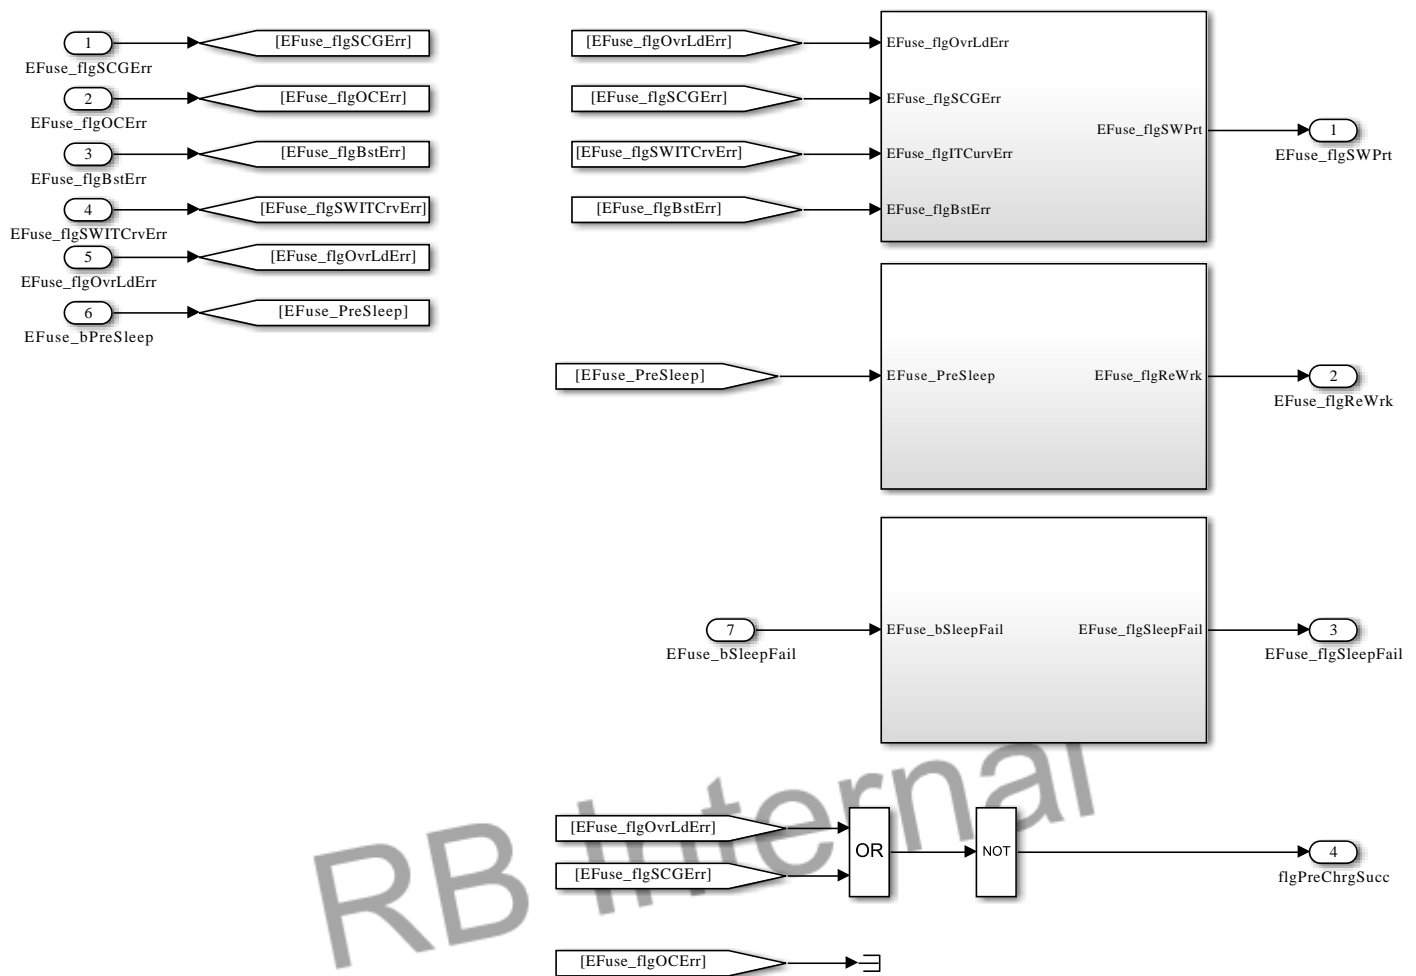 1
[EFuse_flgSCGErr]
EFuse_flgSCGErr
2
[EFuse_flgOCErr]
EFuse_flgOCErr
3
[EFuse_flgBstErr]
EFuse_flgBstErr
4
[EFuse_flgSWITCrvErr]
EFuse_flgSWITCrvErr
5
[EFuse_flgOvrLdErr]
EFuse_flgOvrLdErr
6
[EFuse_PreSleep]
EFuse_bPreSleep
[EFuse_flgOvrLdErr]
EFuse_flgOvrLdErr
[EFuse_flgSCGErr]
EFuse_flgSCGErr
[EFuse_flgSWITCrvErr]
EFuse_flgITCurvErr
[EFuse_flgBstErr]
EFuse_flgBstErr
EFuse_flgSWPrt
1
EFuse_flgSWPrt
[EFuse_PreSleep]
EFuse_PreSleep
EFuse_flgReWrk
2
EFuse_flgReWrk
7
EFuse_bSleepFail
EFuse_bSleepFail
EFuse_flgSleepFail
3
EFuse_flgSleepFail
[EFuse_flgOvrLdErr]
[EFuse_flgSCGErr]
OR
NOT
4
flgPreChrgSucc
[EFuse_flgOCErr]
RB Internal